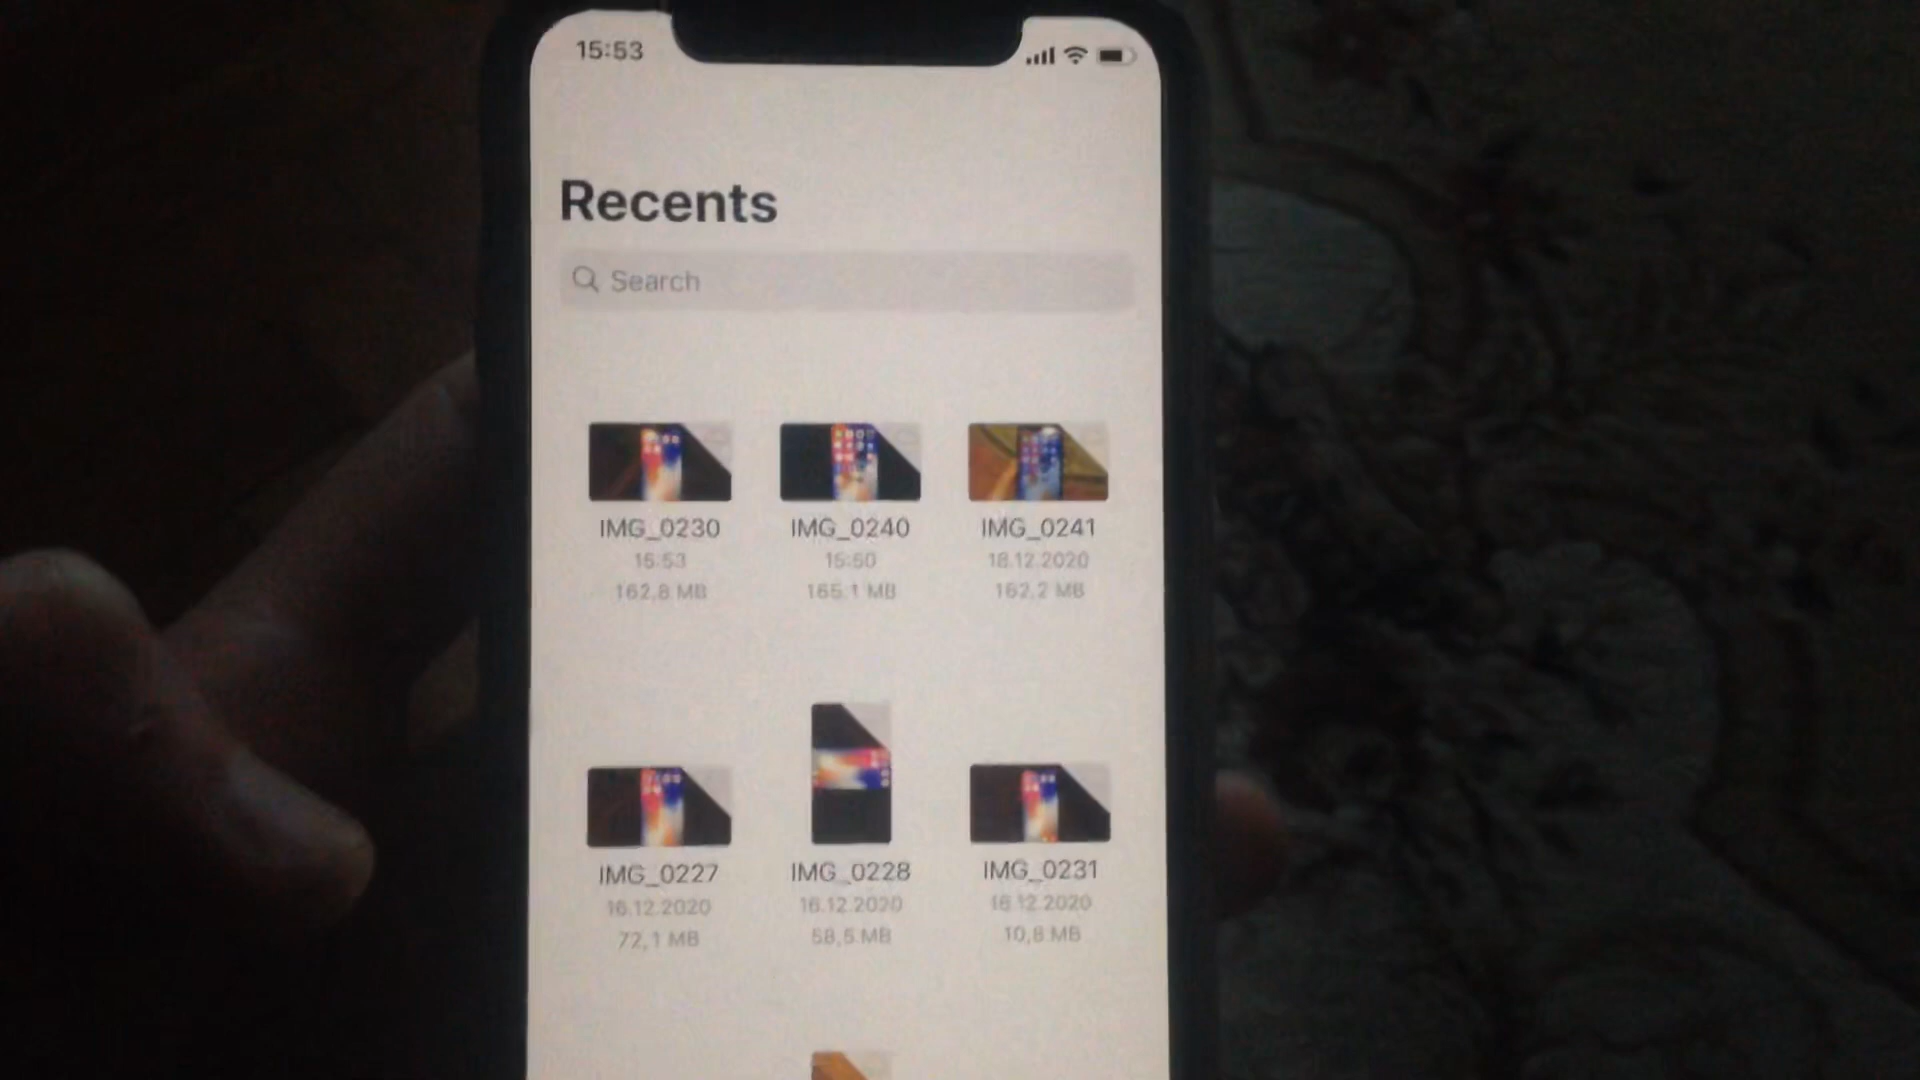 15:53
Recents
Search
IMG_0230 IMG_0240 IMG_0241
15:53 15:50 18.12.2020
162,8 MB 165,1 MB 162,2 MB
IMG_0227 IMG_0228 IMG_0231
16.12.2020 16.12.2020 16.12.2020
72,1 MB 58,5 MB 10,8 MB